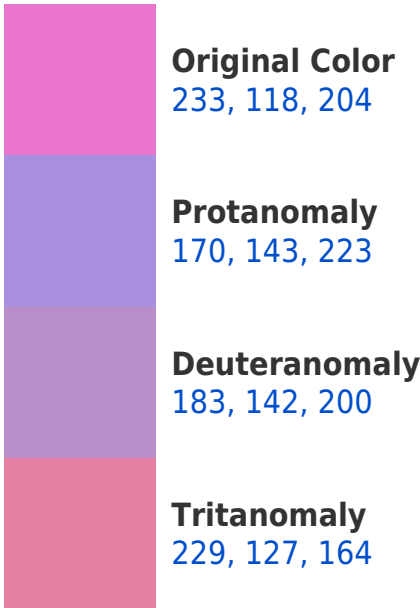 Original Color
233, 118, 204
Protanomaly
170, 143, 223
Deuteranomaly
183, 142, 200
Tritanomaly
229, 127, 164